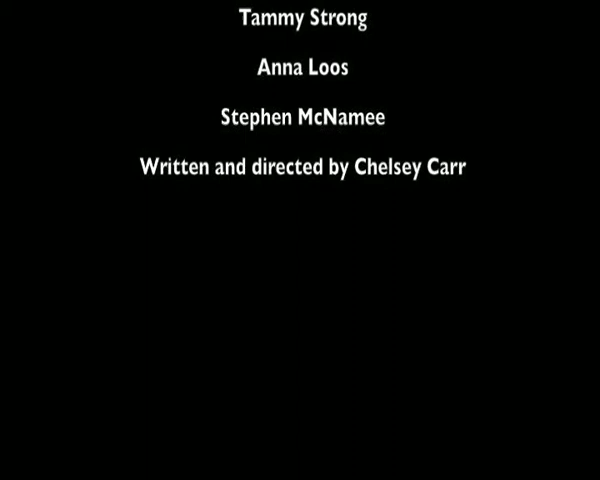 Tammy Strong
Anna Loos
Stephen McNamee
Written and directed by Chelsey Carr